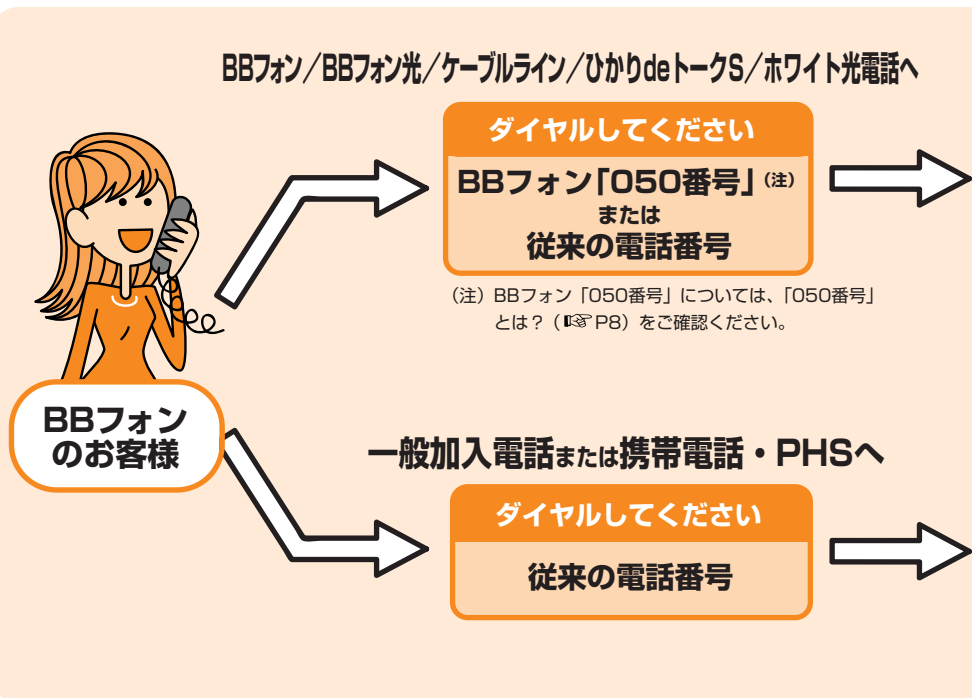 BBフォン／BBフォン光／ケーブルライン／ひかりdeトークS／ホワイト光電話へ
ダイヤルしてください
BBフォン「050番号」(注)
または
従来の電話番号
(注) BBフォン「050番号」については、「050番号」
とは？（☞P8）をご確認ください。
BBフォン
のお客様
一般加入電話または携帯電話・PHSへ
ダイヤルしてください
従来の電話番号